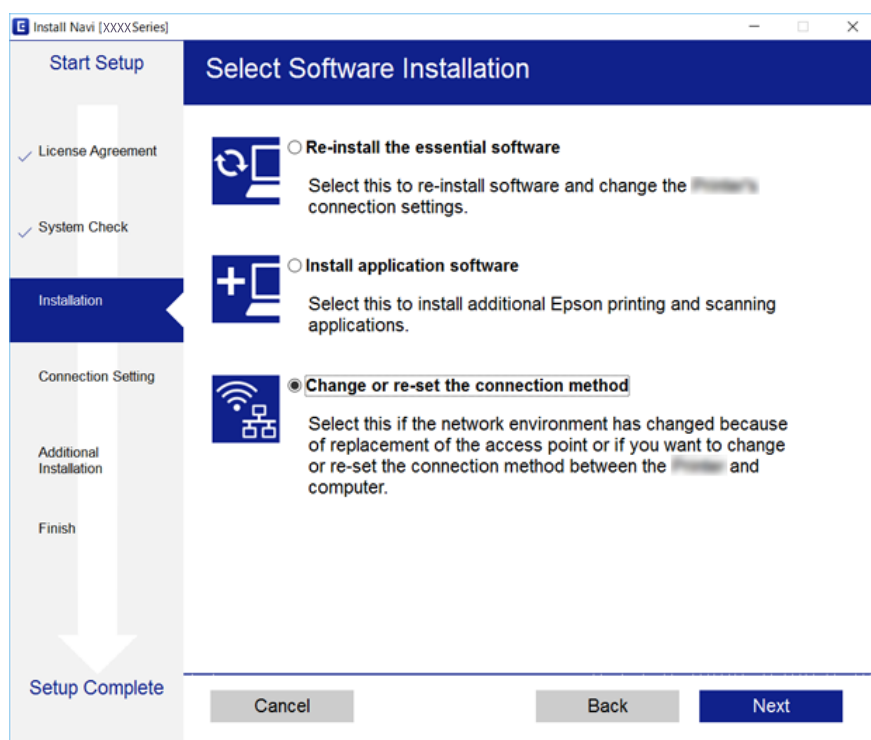 Install Navi [XXXX Series]
Start Setup
License Agreement
System Check
Installation
Connection Setting
Additional
Installation
Finish
Setup Complete
Select Software Installation
Re-install the essential software
Select this to re-install software and change the
connection settings.
Install application software
Select this to install additional Epson printing and scanning
applications.
Change or re-set the connection method
Select this if the network environment has changed because
of replacement of the access point or if you want to change
or re-set the connection method between the and
computer.
Cancel
Back
Next